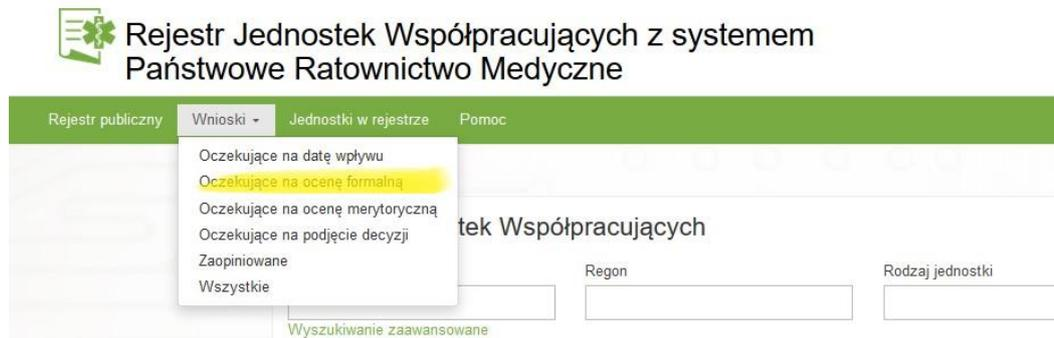 Rejestr Jednostek Współpracujących z systemem
Państwowe Ratownictwo Medyczne
Rejestr publiczny Wnioski Jednostki w rejestrze Pomoc
Oczekujące na datę wpływu
Oczekujące na ocenę formalną
Oczekujące na ocenę merytoryczną
Oczekujące na podjęcie decyzji
Zaopiniowane
Wszystkie
tek Współpracujących
Regon Rodzaj jednostki
Wyszukiwanie zaawansowane